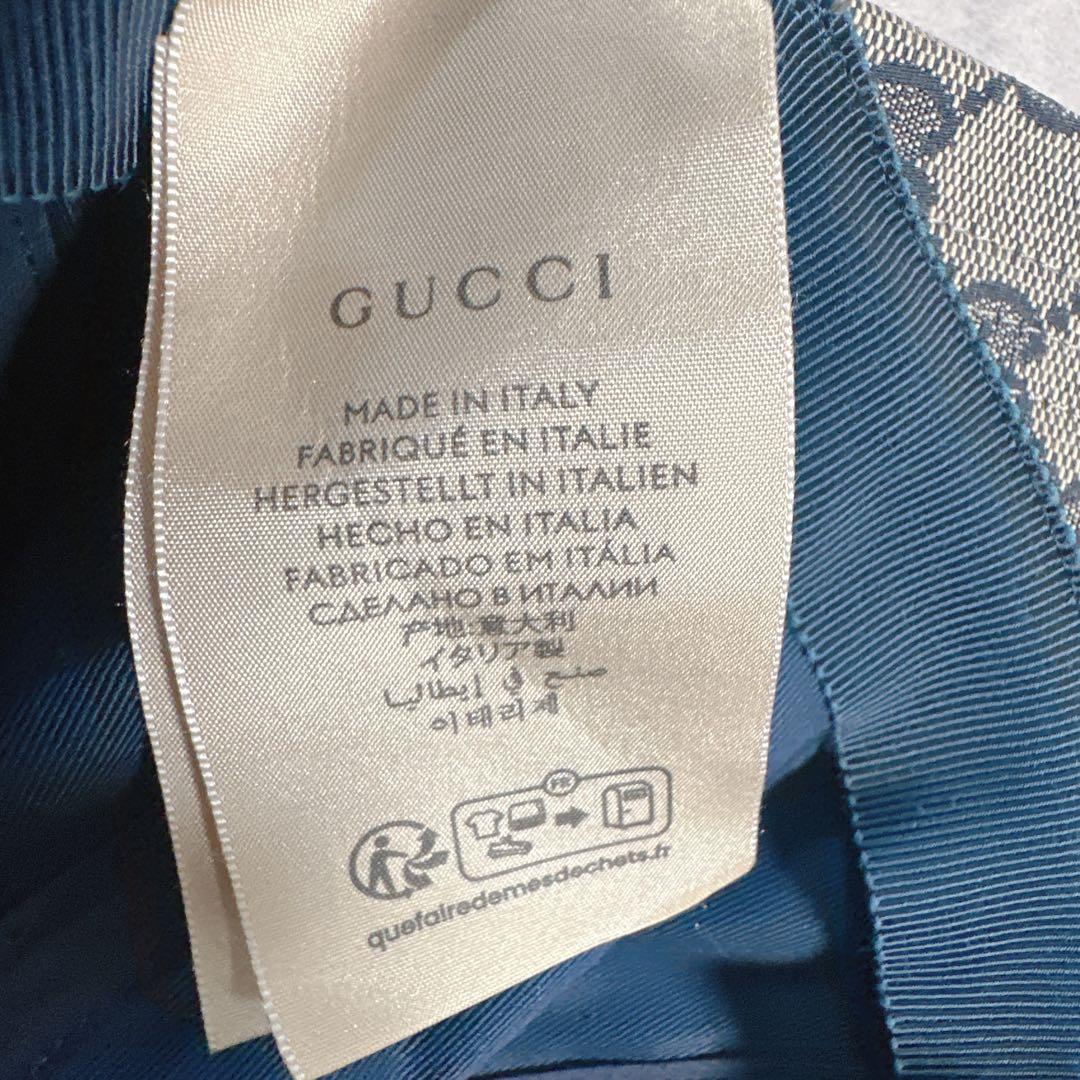 GUCCI
MADE IN ITALY
FABRIQUÉ EN ITALIE
HERGESTELLT IN ITALIEN
HECHO EN ITALIA
FABRICADO EM ITÁLIA
СДЕЛАНО В ИТАЛИИ
产地:意大利
イタリア製
صنع في إيطاليا
이태리제
FR
quefairedemesdechets.fr